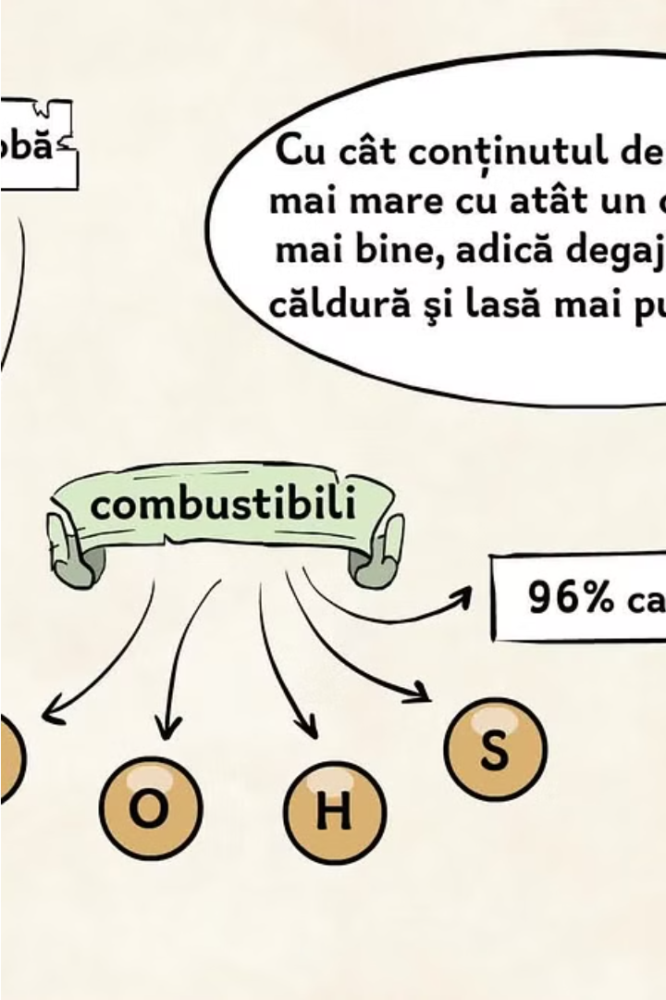 obă
Cu cât conţinutul de
mai mare cu atât un
mai bine, adică degaj
căldură şi lasă mai pu
combustibili
96% ca
S
O
H